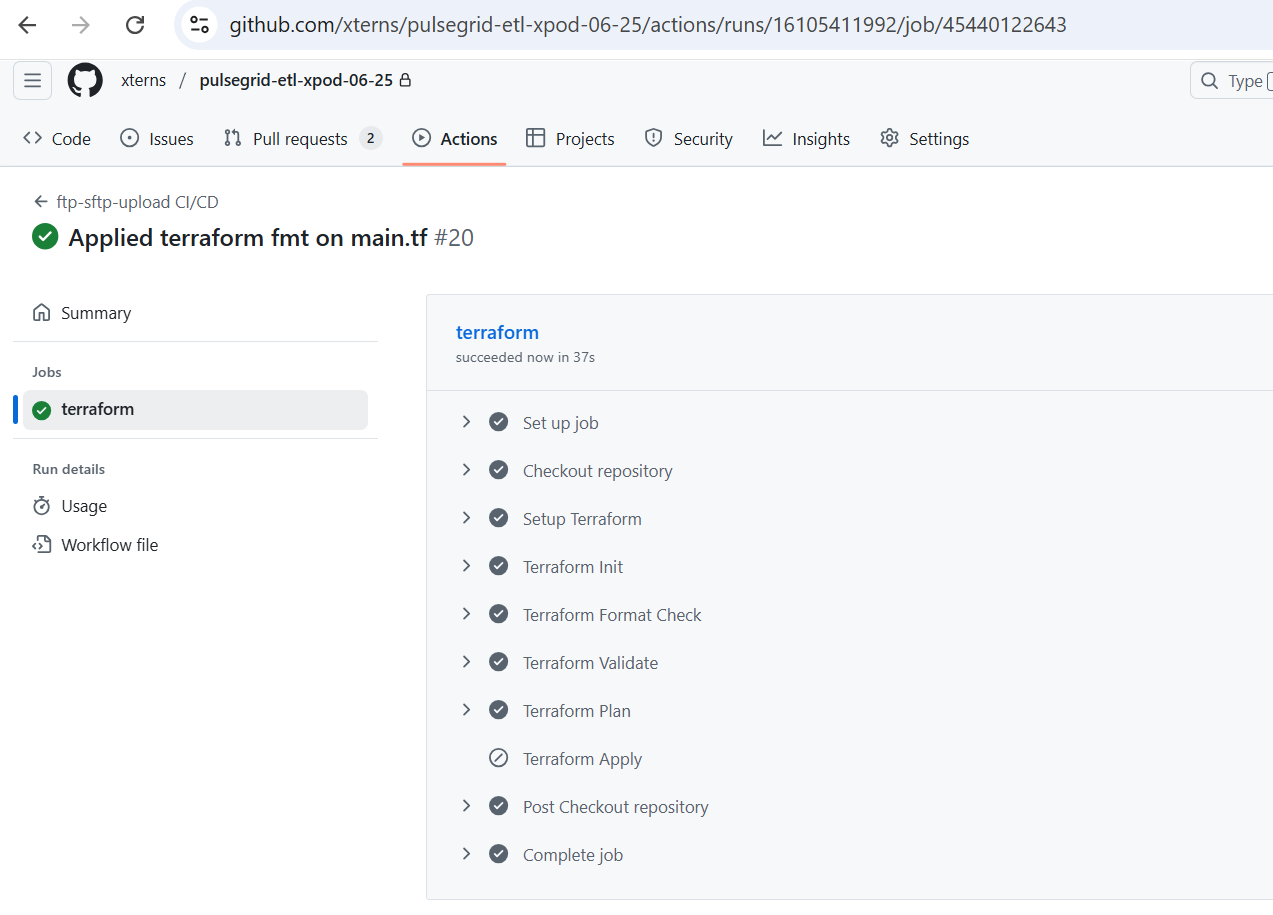 github.com/xterns/pulsegrid-etl-xpod-06-25/actions/runs/16105411992/job/45440122643
xterns / pulsegrid-etl-xpod-06-25
Type
Code Issues Pull requests 2 Actions Projects Security Insights Settings
ftp-sftp-upload CI/CD
Applied terraform fmt on main.tf #20
Summary
Jobs
terraform
Run details
Usage
Workflow file
terraform
succeeded now in 37s
Set up job
Checkout repository
Setup Terraform
Terraform Init
Terraform Format Check
Terraform Validate
Terraform Plan
Terraform Apply
Post Checkout repository
Complete job